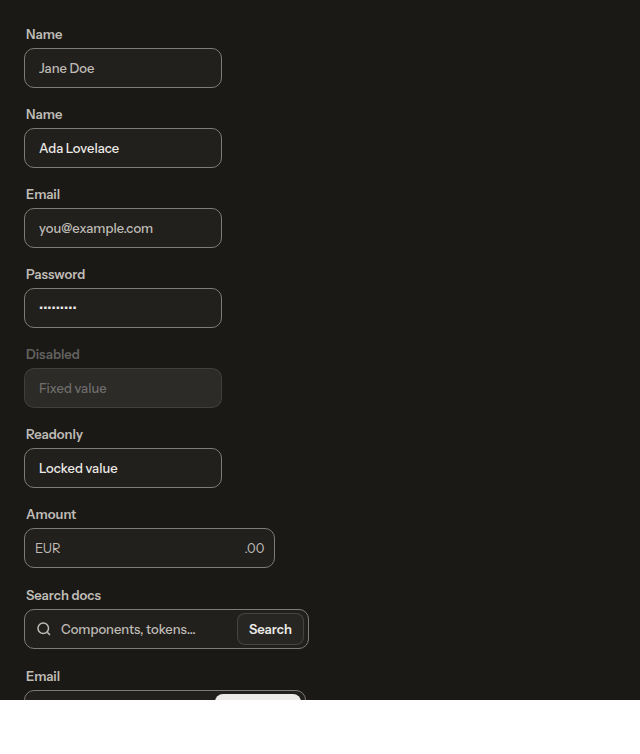 Name
Jane Doe
Name
Ada Lovelace
Email
you@example.com
Password
•••••••••
Disabled
Fixed value
Readonly
Locked value
Amount
EUR .00
Search docs
Components, tokens... Search
Email